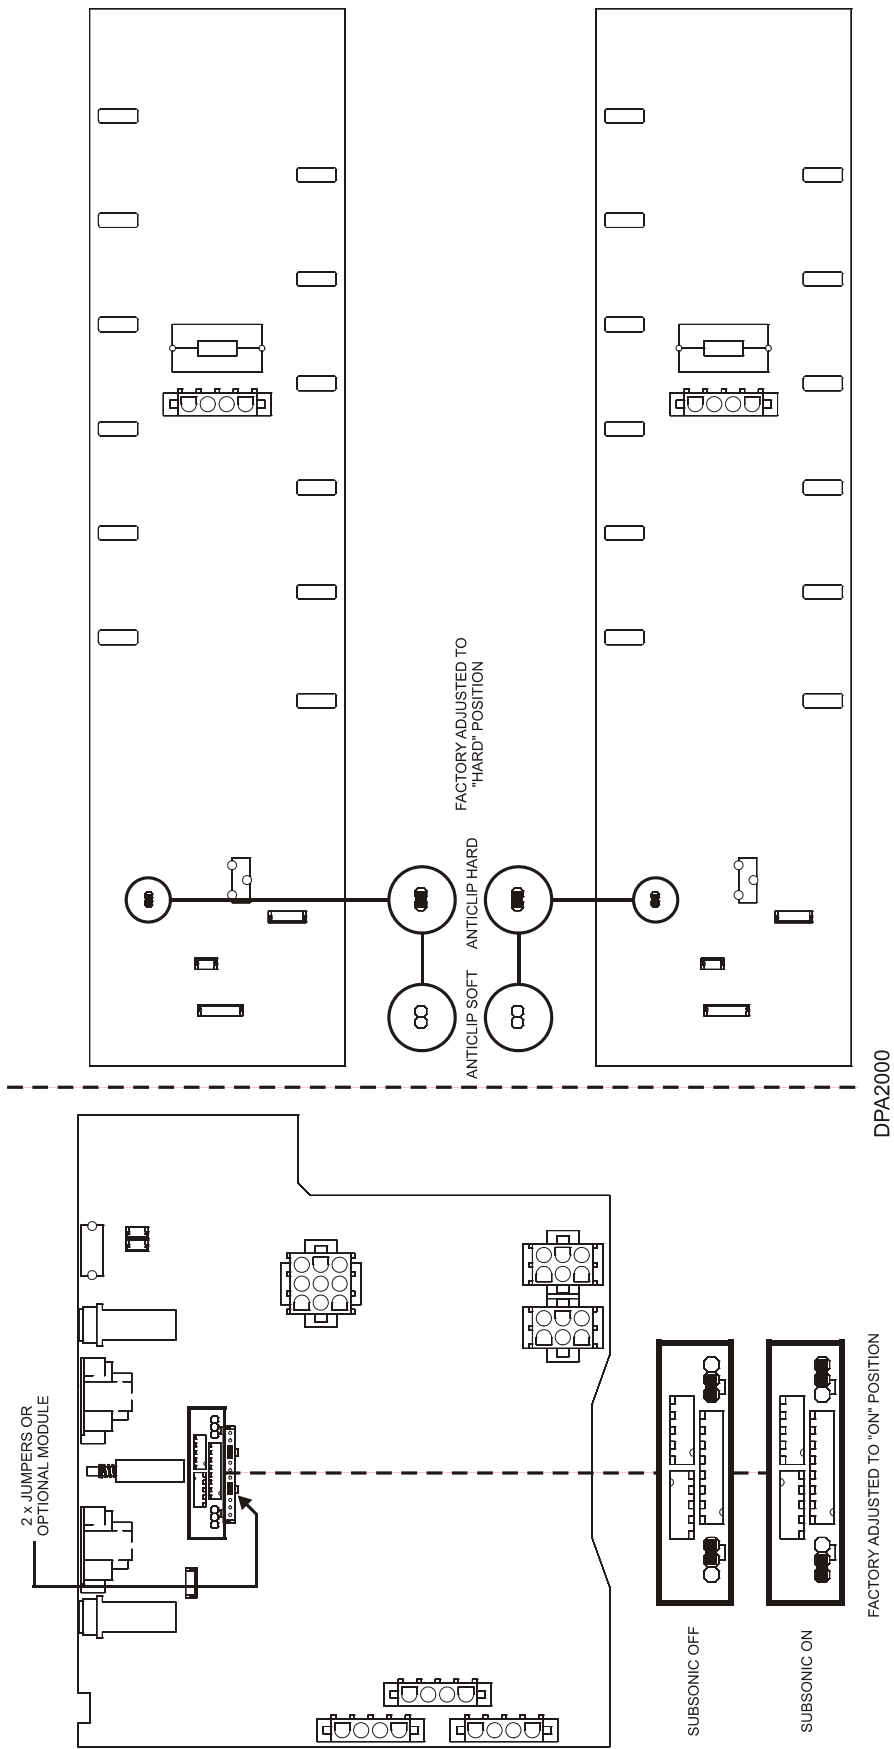 2 x JUMPERS OR
OPTIONAL MODULE
FACTORY ADJUSTED TO
"HARD" POSITION
ANTICLIP SOFT
ANTICLIP HARD
DPA2000
SUBSONIC OFF
SUBSONIC ON
FACTORY ADJUSTED TO "ON" POSITION